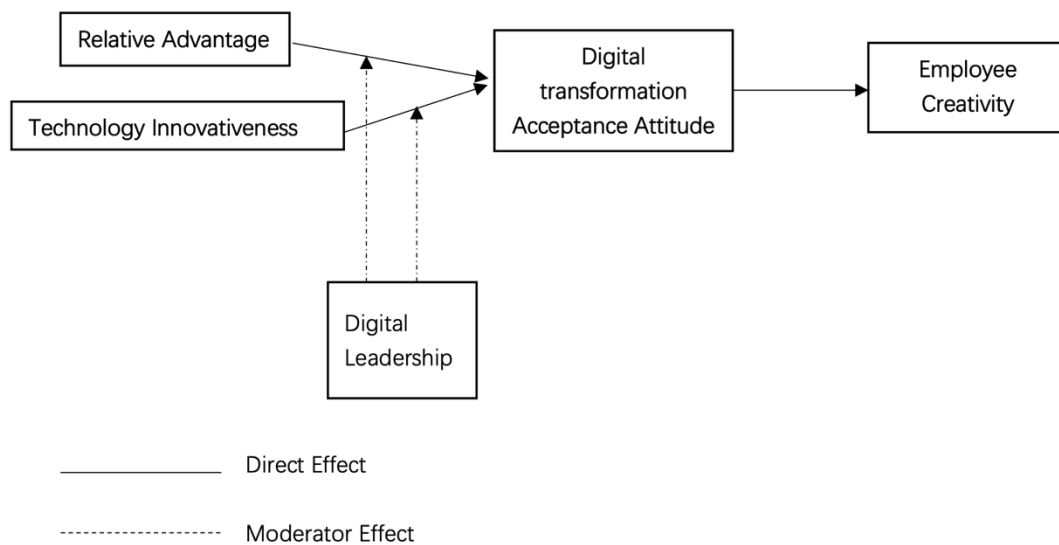 Relative Advantage
Technology Innovativeness
Digital
transformation
Acceptance Attitude
Employee
Creativity
Digital
Leadership
Direct Effect
Moderator Effect